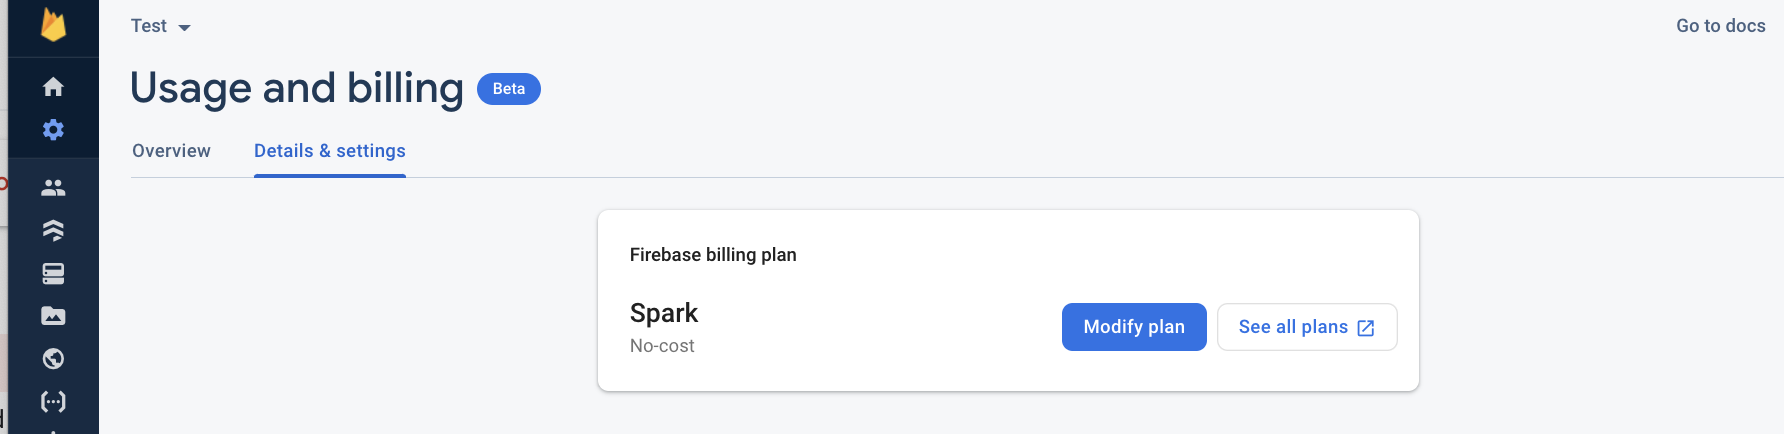 Test
Go to docs
Usage and billing
Beta
Overview
Details & settings
Firebase billing plan
Spark
No-cost
Modify plan
See all plans